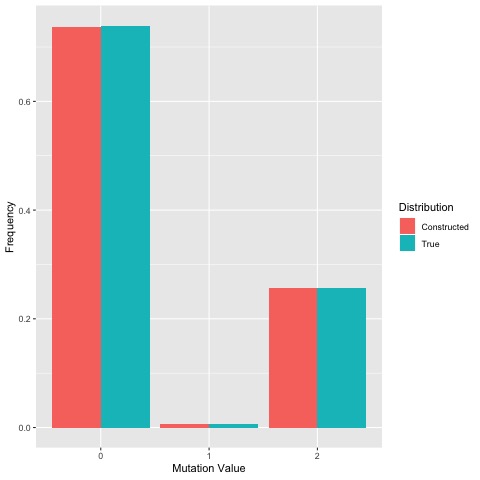 Frequency
0.6
0.4
0.2
0.0
0
1
2
Mutation Value
Distribution
Constructed
True